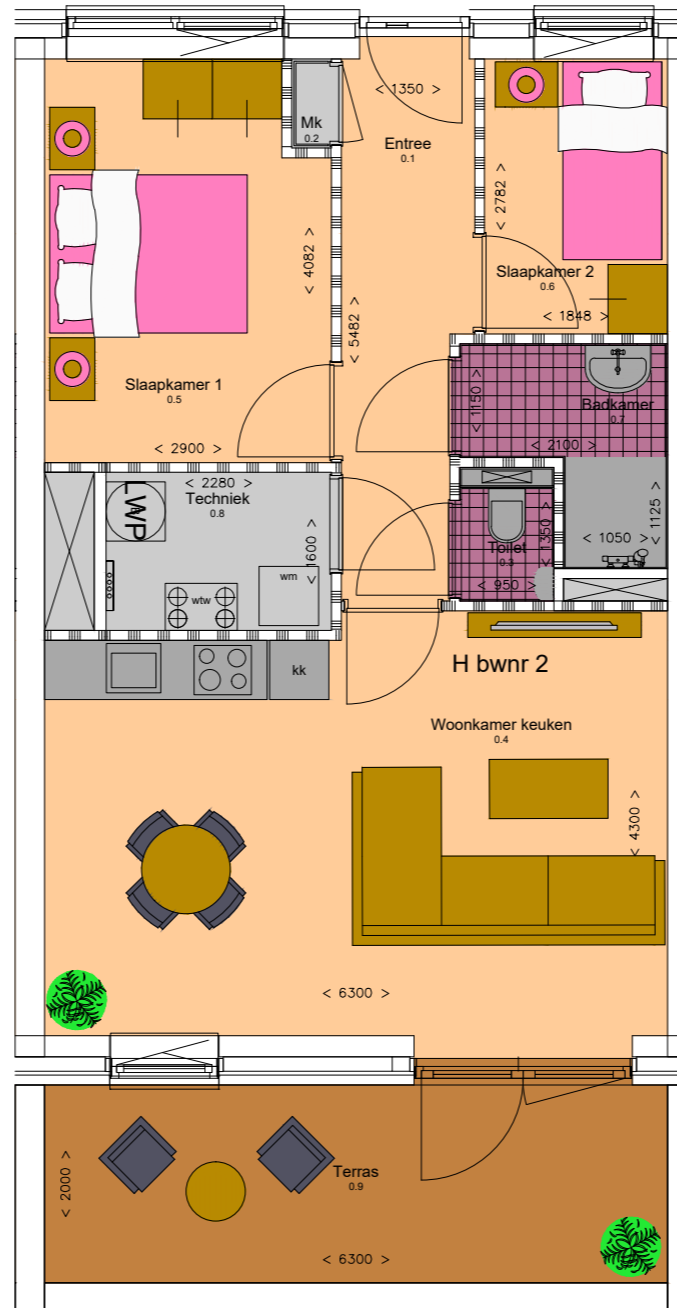 < 1350 >
Mk
0.2
Entree
0.1
< 2782 >
< 4082 >
Slaapkamer 2
0.6
< 1848 >
< 5482 >
Slaapkamer 1
0.5
< 1150 >
Badkamer
0.7
< 2900 >
< 2100 >
< 2280 >
Techniek
0.8
LWP
< 1600 >
Toilet
0.3
< 1350 >
< 1050 >
< 1125 >
wm
wtw
< 950 >
kk
H bwnr 2
Woonkamer keuken
0.4
< 4300 >
< 6300 >
Terras
0.9
< 2000 >
< 6300 >